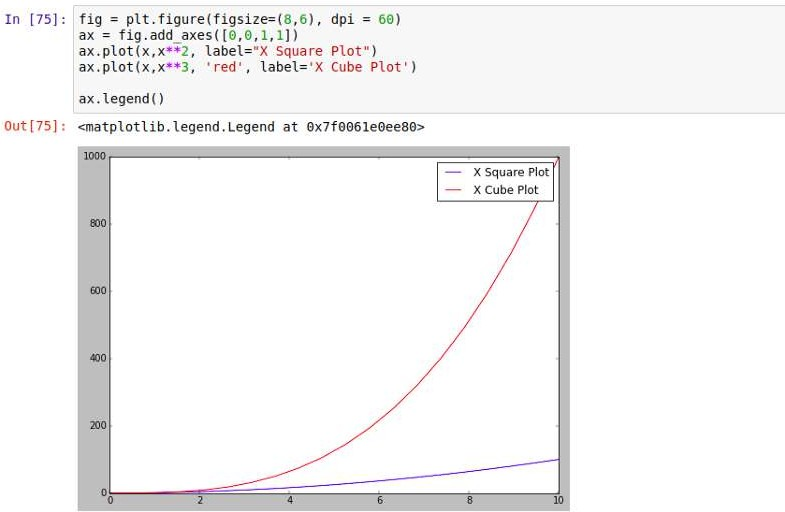 In [75]: fig = plt.figure(figsize=(8,6), dpi = 60)
ax = fig.add_axes([0,0,1,1])
ax.plot(x,x**2, label="X Square Plot")
ax.plot(x,x**3, 'red', label='X Cube Plot')
ax.legend()
Out[75]: <matplotlib.legend.Legend at 0x7f0061e0ee80>
1000
X Square Plot
X Cube Plot
800
600
400
200
0
0 2 4 6 8 10